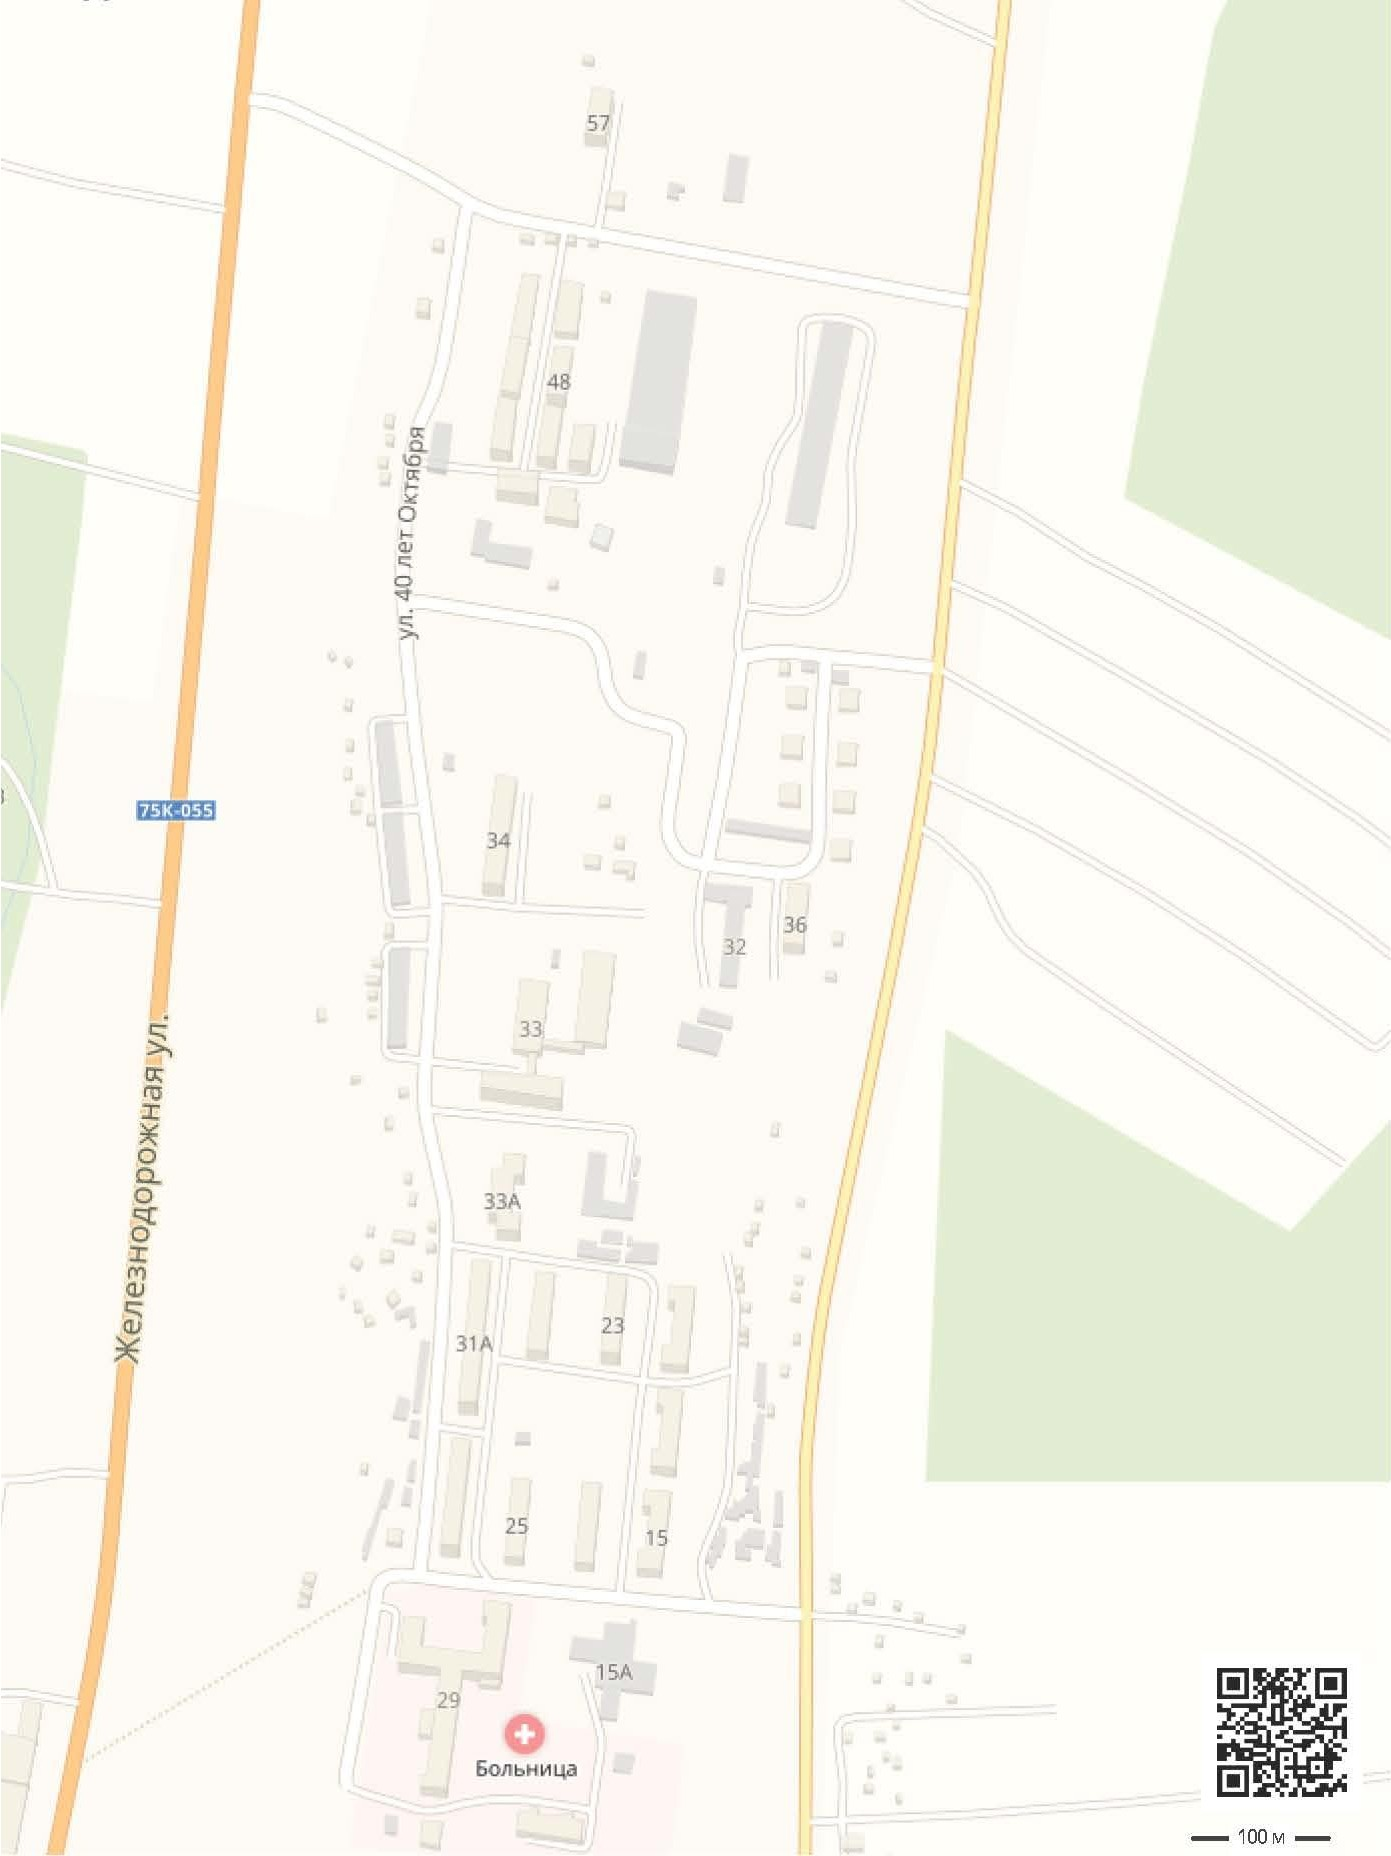 57
48
ул. 40 лет Октября
75К-055
34
36
32
33
Железнодорожная ул.
33А
23
31А
25
15
15А
29
Больница
100 м